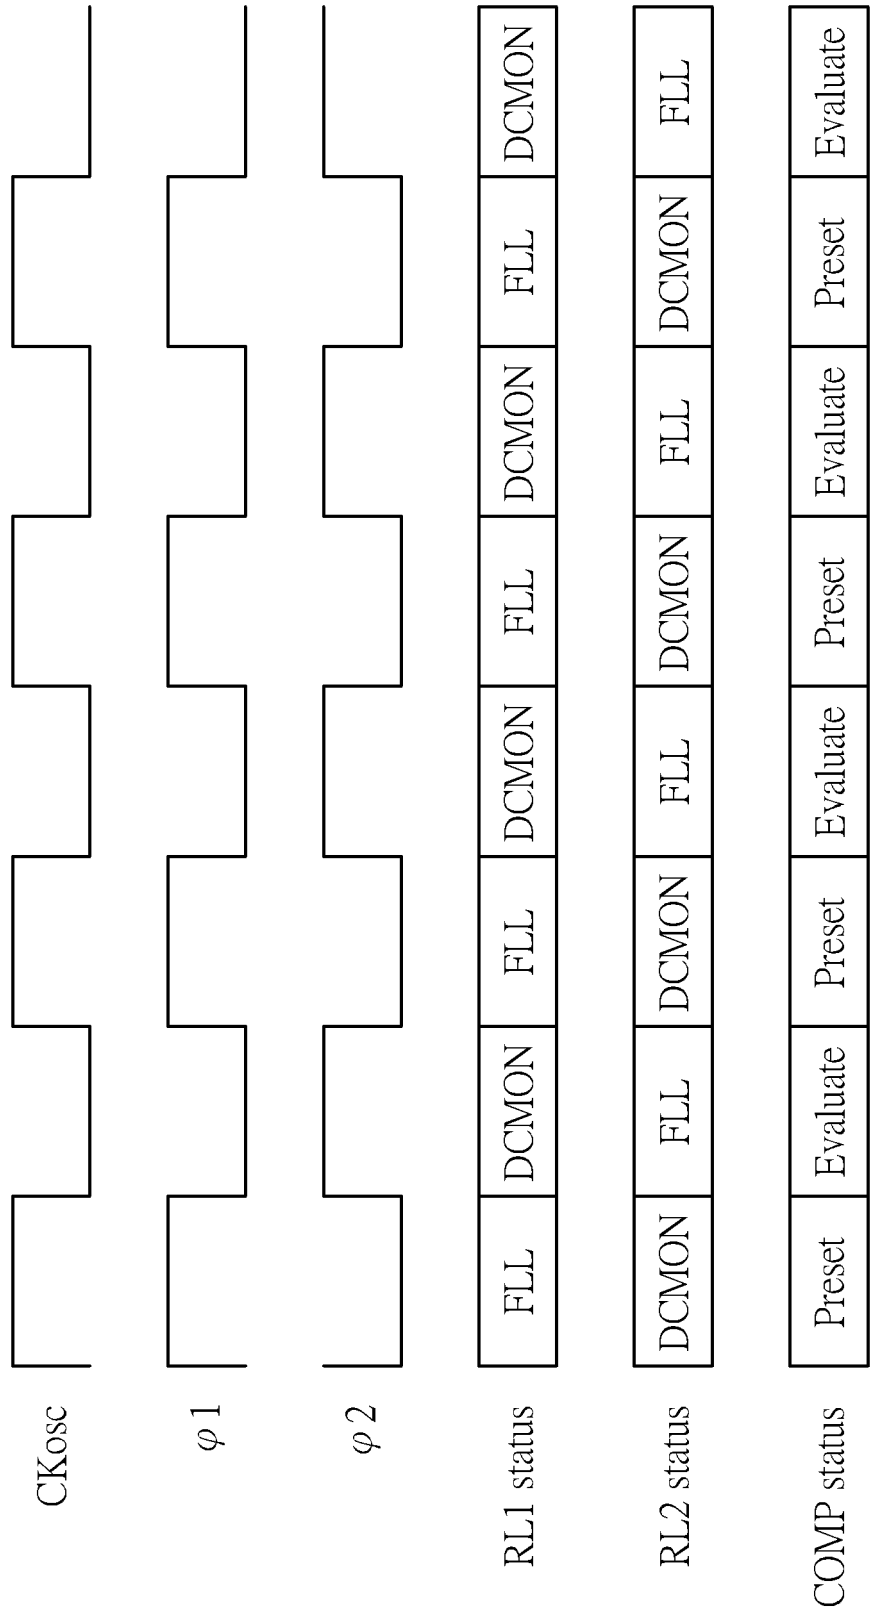 CKosc
φ1
φ2
RL1 status FLL DCMON FLL DCMON FLL DCMON FLL DCMON
RL2 status DCMON FLL DCMON FLL DCMON FLL DCMON FLL
COMP status Preset Evaluate Preset Evaluate Preset Evaluate Preset Evaluate